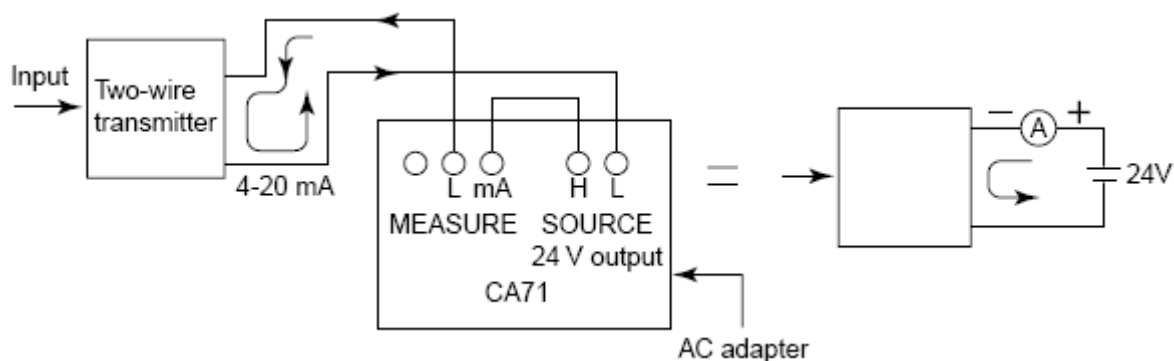 Input
Two-wire
transmitter
4-20 mA
L mA H L
MEASURE SOURCE
24 V output
CA71
AC adapter
− A +
24V